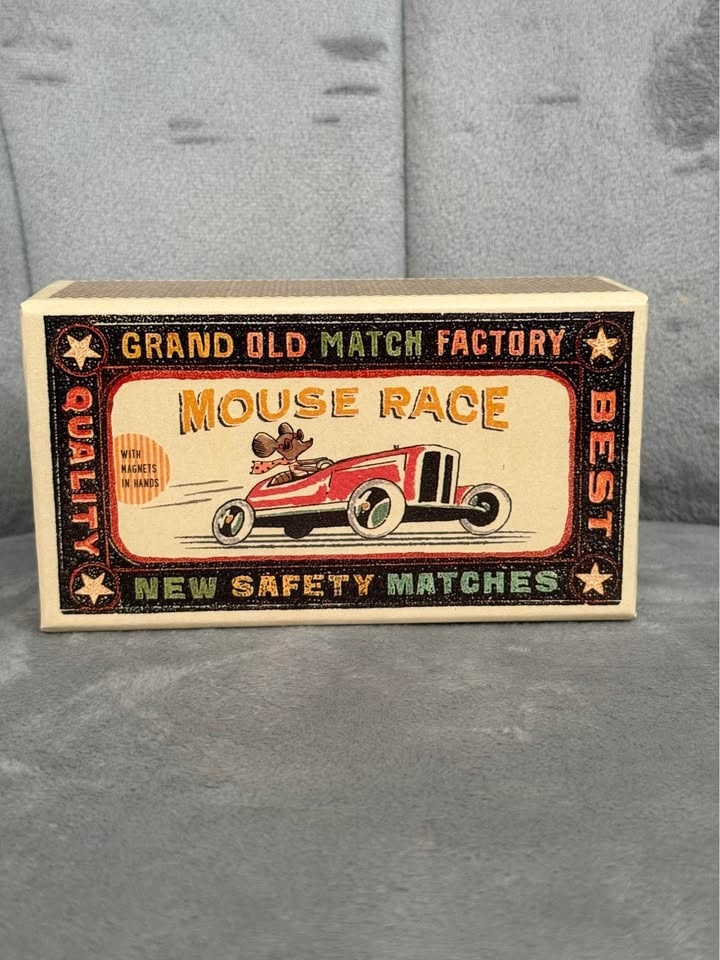 GRAND OLD MATCH FACTORY
QUALITY
MOUSE RACE
WITH
MAGNETS
IN HANDS
BEST
NEW SAFETY MATCHES